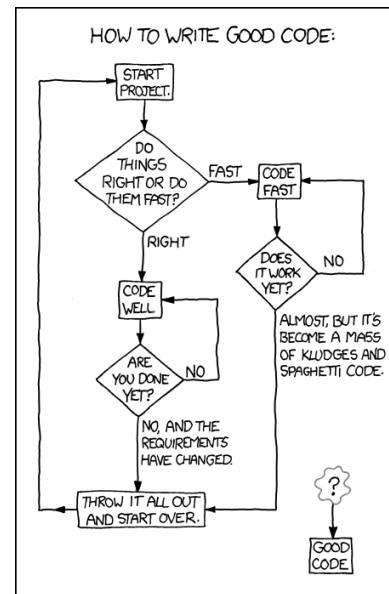 HOW TO WRITE GOOD CODE:
START
PROJECT.
DO
THINGS
RIGHT OR DO
THEM FAST?
FAST
CODE
FAST
RIGHT
DOES
IT WORK
YET?
NO
CODE
WELL
ALMOST, BUT IT'S
BECOME A MASS
OF KLUDGES AND
SPAGHETTI CODE.
ARE
YOU DONE
YET?
NO
NO, AND THE
REQUIREMENTS
HAVE CHANGED.
THROW IT ALL OUT
AND START OVER.
?
GOOD
CODE